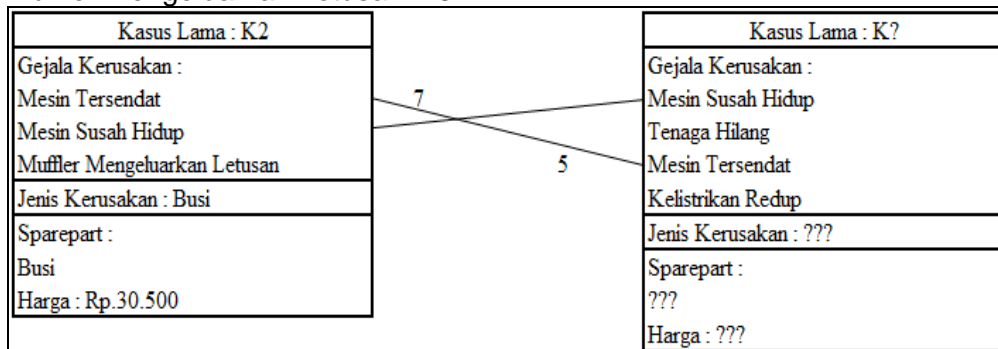 Kasus Lama : K2
Gejala Kerusakan :
Mesin Tersendat
Mesin Susah Hidup
Muffler Mengeluarkan Letusan
Jenis Kerusakan : Busi
Sparepart :
Busi
Harga : Rp.30.500
7
5
Kasus Lama : K?
Gejala Kerusakan :
Mesin Susah Hidup
Tenaga Hilang
Mesin Tersendat
Kelistrikan Redup
Jenis Kerusakan : ???
Sparepart :
???
Harga : ???